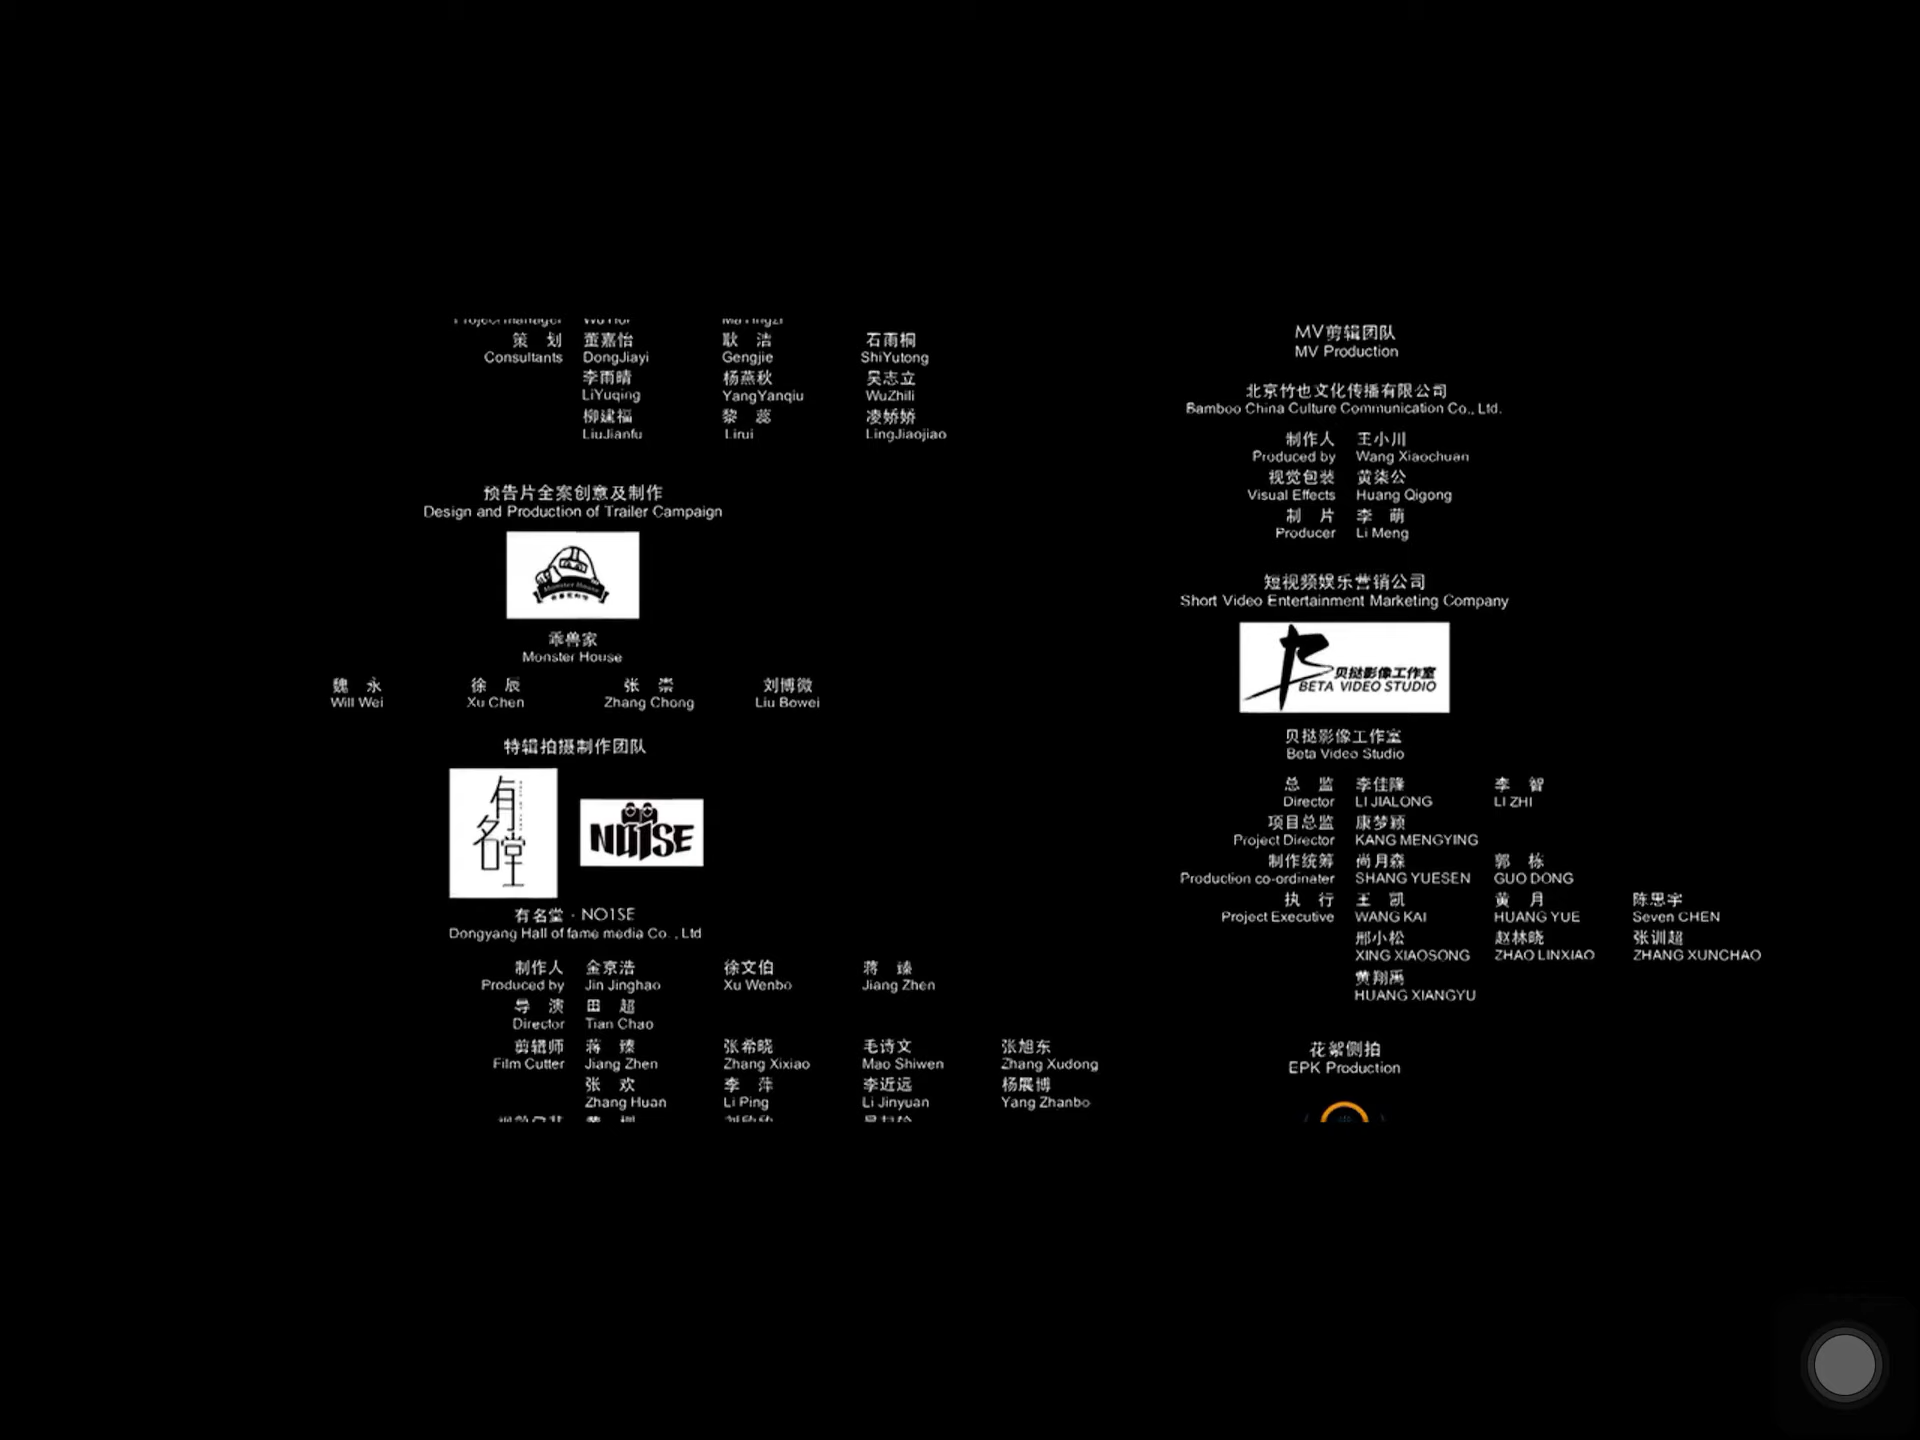 Project manager
策 划 董嘉怡 耿 洁 石雨桐
Consultants DongJiayi Gengjie ShiYutong
李雨晴 杨燕秋 吴志立
LiYuqing YangYanqiu WuZhili
柳建福 黎 蕊 凌娇娇
LiuJianfu Lirui LingJiaojiao
预告片全案创意及制作
Design and Production of Trailer Campaign
Monster House
乖兽家
Monster House
魏 永 徐 辰 张 崇 刘博微
Will Wei Xu Chen Zhang Chong Liu Bowei
特辑拍摄制作团队
有名堂
NO1SE
有名堂 · NO1SE
Dongyang Hall of fame media Co. , Ltd
制作人 金京浩 徐文伯 蒋 臻
Produced by Jin Jinghao Xu Wenbo Jiang Zhen
导 演 田 超
Director Tian Chao
剪辑师 蒋 臻 张希晓 毛诗文 张旭东
Film Cutter Jiang Zhen Zhang Xixiao Mao Shiwen Zhang Xudong
张 欢 李 萍 李近远 杨展博
Zhang Huan Li Ping Li Jinyuan Yang Zhanbo
MV剪辑团队
MV Production
北京竹也文化传播有限公司
Bamboo China Culture Communication Co., Ltd.
制作人 王小川
Produced by Wang Xiaochuan
视觉包装 黄柒公
Visual Effects Huang Qigong
制 片 李 萌
Producer Li Meng
短视频娱乐营销公司
Short Video Entertainment Marketing Company
贝挞影像工作室
BETA VIDEO STUDIO
贝挞影像工作室
Beta Video Studio
总 监 李佳隆 李 智
Director LI JIALONG LI ZHI
项目总监 康梦颖
Project Director KANG MENGYING
制作统筹 尚月森 郭 栋
Production co-ordinater SHANG YUESEN GUO DONG
执 行 王 凯 黄 月 陈思宇
Project Executive WANG KAI HUANG YUE Seven CHEN
邢小松 赵林晓 张训超
XING XIAOSONG ZHAO LINXIAO ZHANG XUNCHAO
黄翔禹
HUANG XIANGYU
花絮侧拍
EPK Production